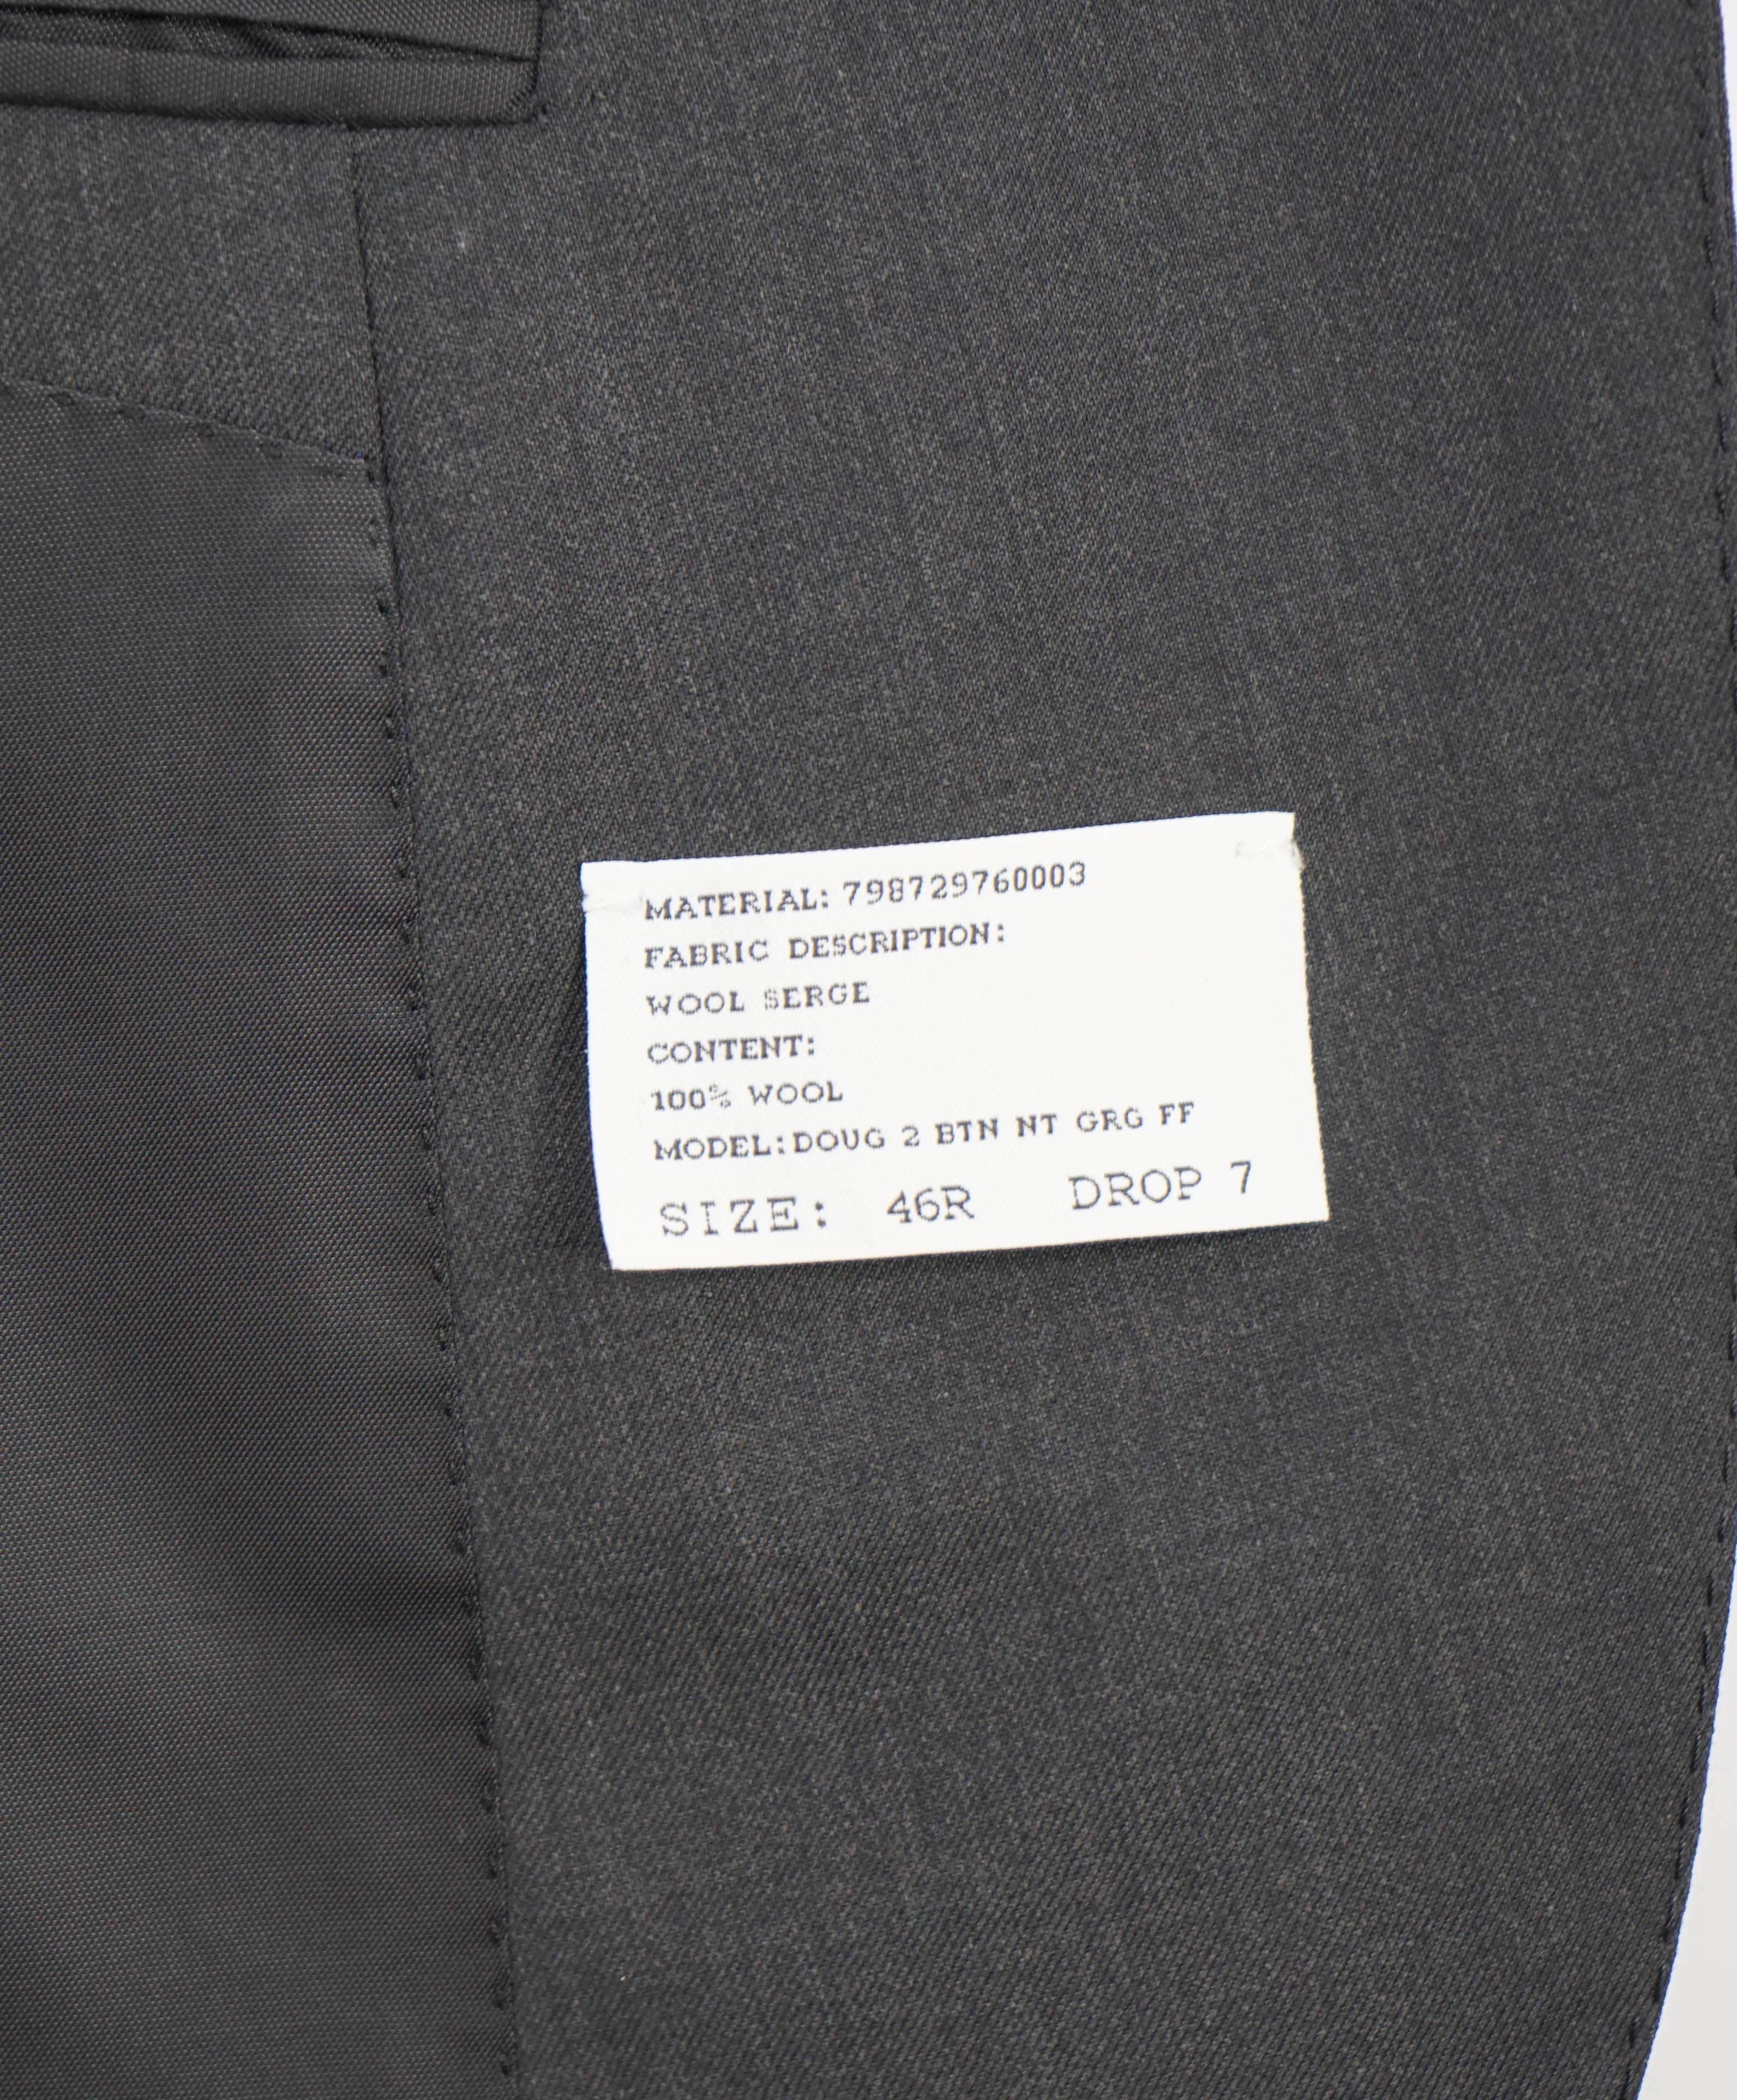 MATERIAL: 798729760003
FABRIC DESCRIPTION:
WOOL SERGE
CONTENT:
100% WOOL
MODEL:DOUG 2 BTN NT GRG FF
SIZE: 46R DROP 7